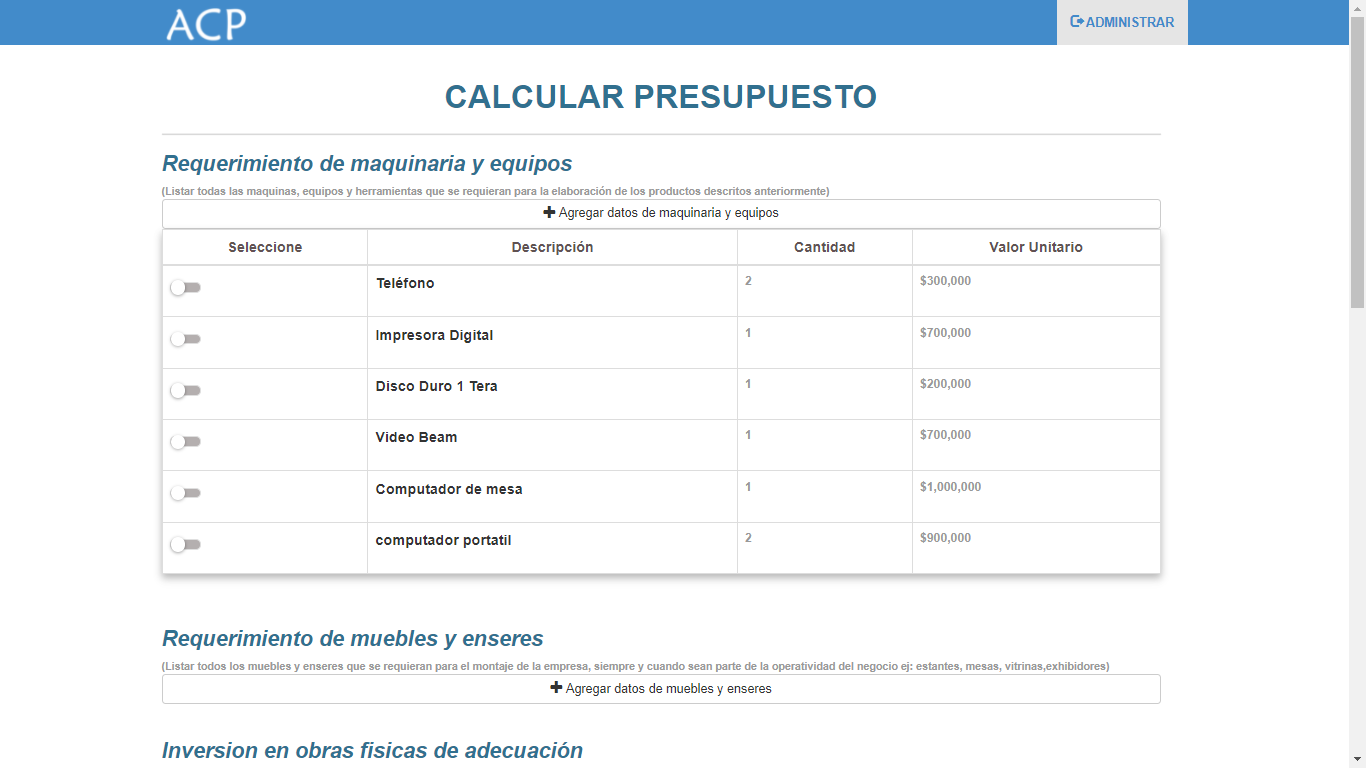 ACP
ADMINISTRAR
CALCULAR PRESUPUESTO
Requerimiento de maquinaria y equipos
(Listar todas las maquinas, equipos y herramientas que se requieran para la elaboración de los productos descritos anteriormente)
Agregar datos de maquinaria y equipos
Seleccione Descripción Cantidad Valor Unitario
Teléfono 2 $300,000
Impresora Digital 1 $700,000
Disco Duro 1 Tera 1 $200,000
Video Beam 1 $700,000
Computador de mesa 1 $1,000,000
computador portatil 2 $900,000
Requerimiento de muebles y enseres
(Listar todos los muebles y enseres que se requieran para el montaje de la empresa, siempre y cuando sean parte de la operatividad del negocio ej: estantes, mesas, vitrinas,exhibidores)
Agregar datos de muebles y enseres
Inversion en obras fisicas de adecuación